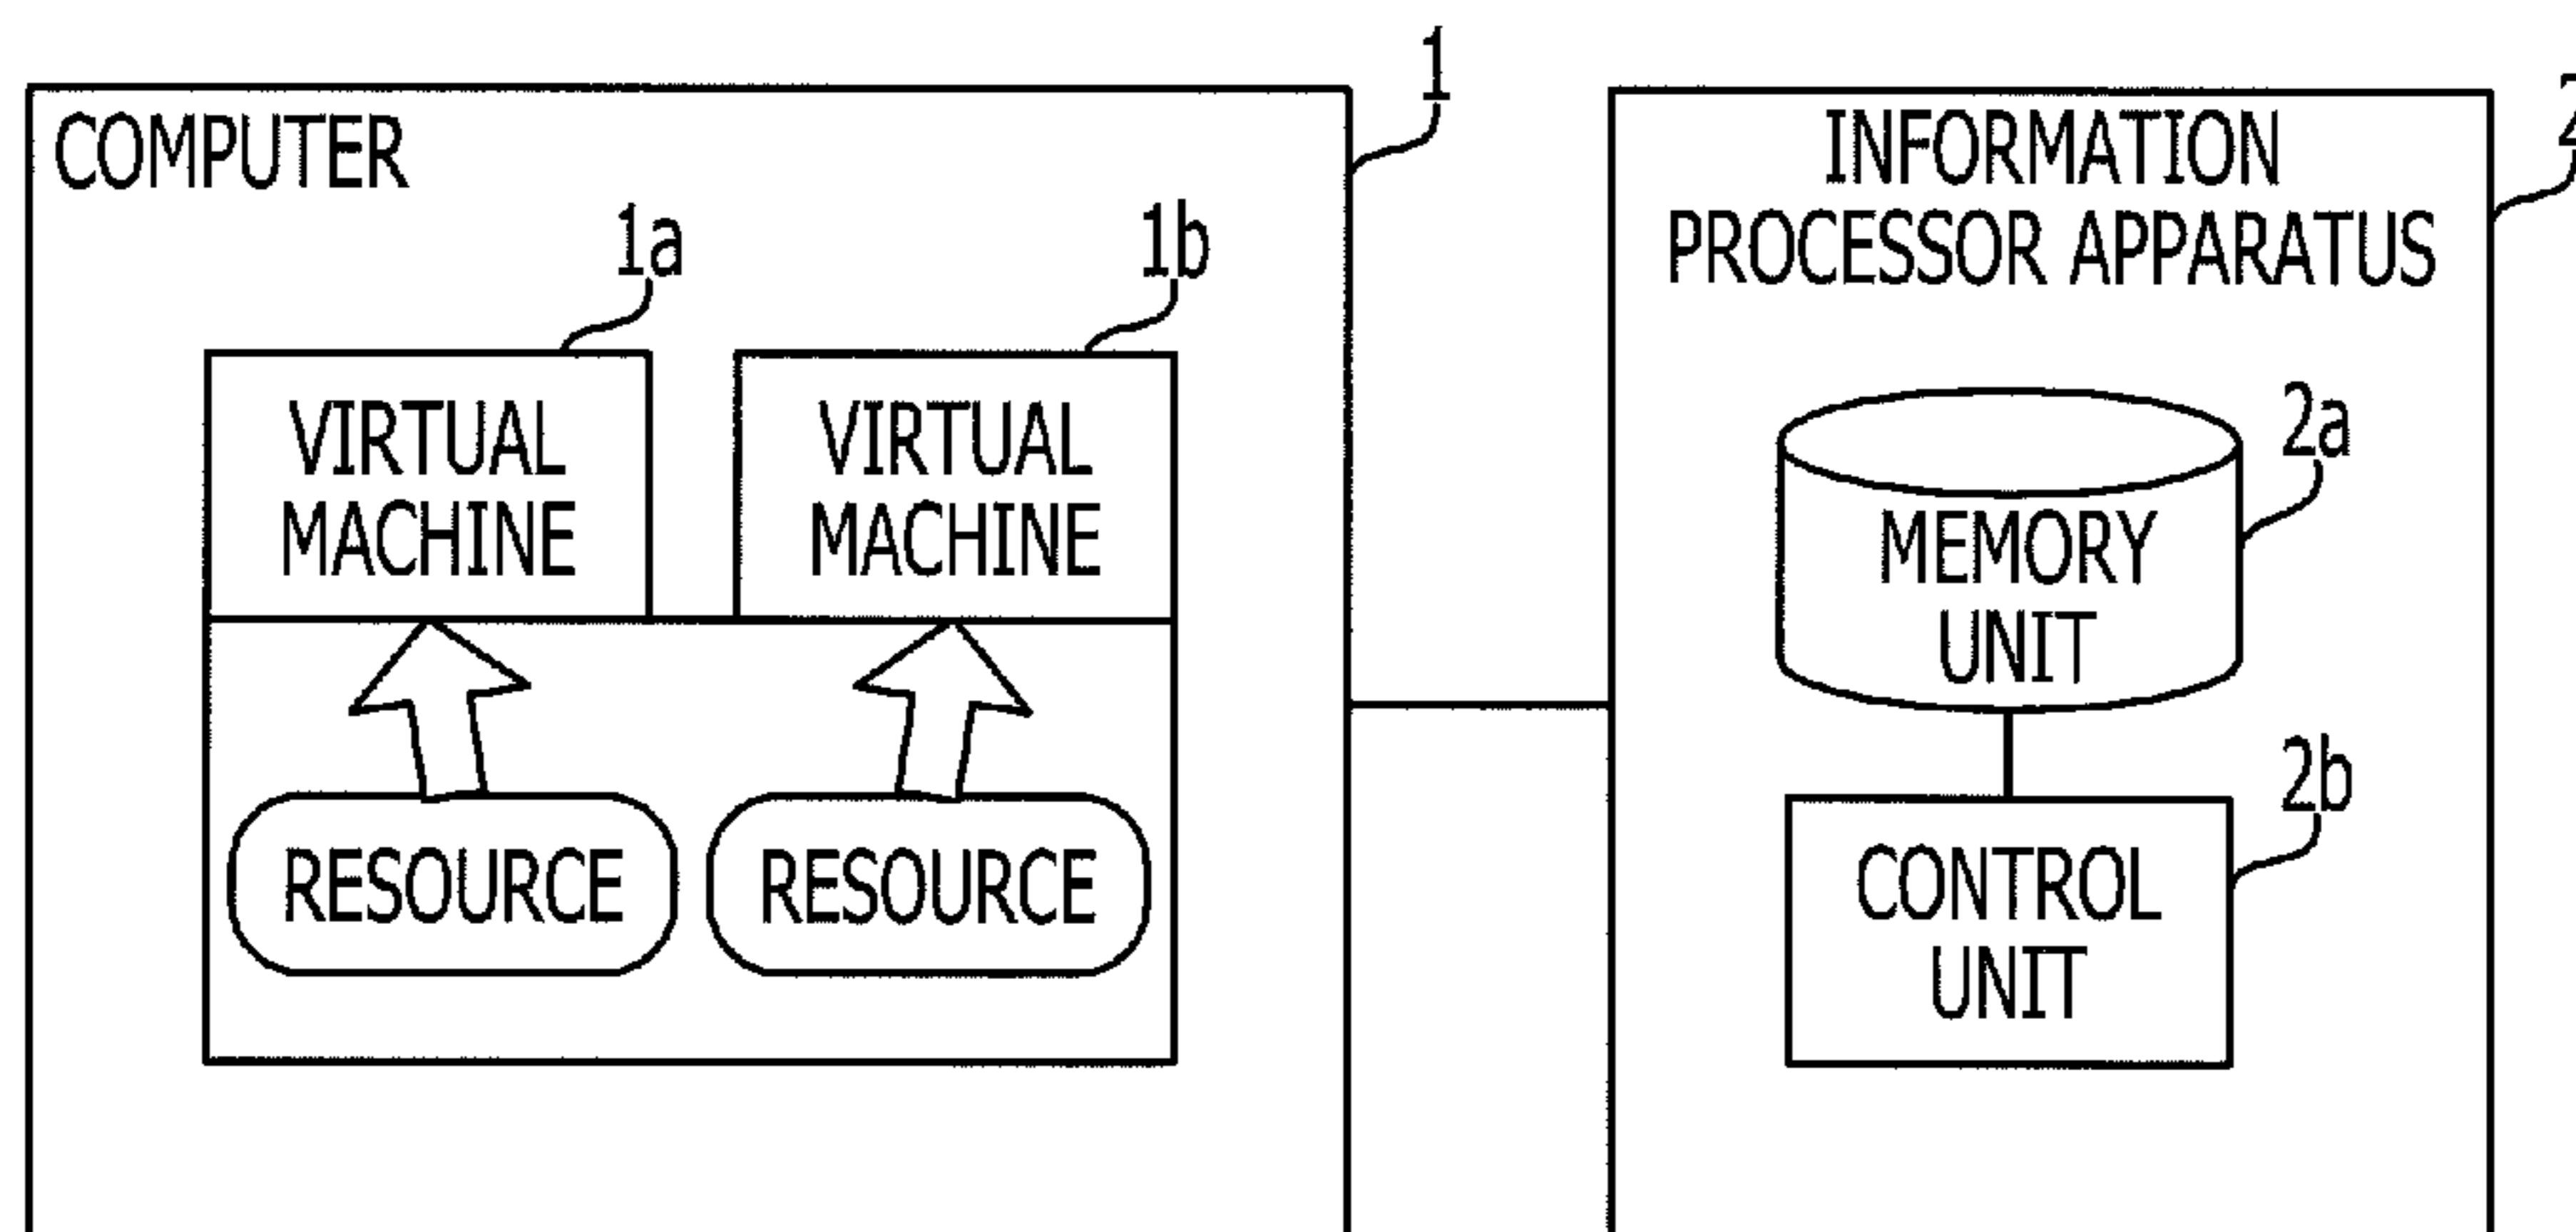 1
2
COMPUTER
INFORMATION
PROCESSOR APPARATUS
1a
1b
VIRTUAL
MACHINE
VIRTUAL
MACHINE
2a
MEMORY
UNIT
2b
RESOURCE
RESOURCE
CONTROL
UNIT